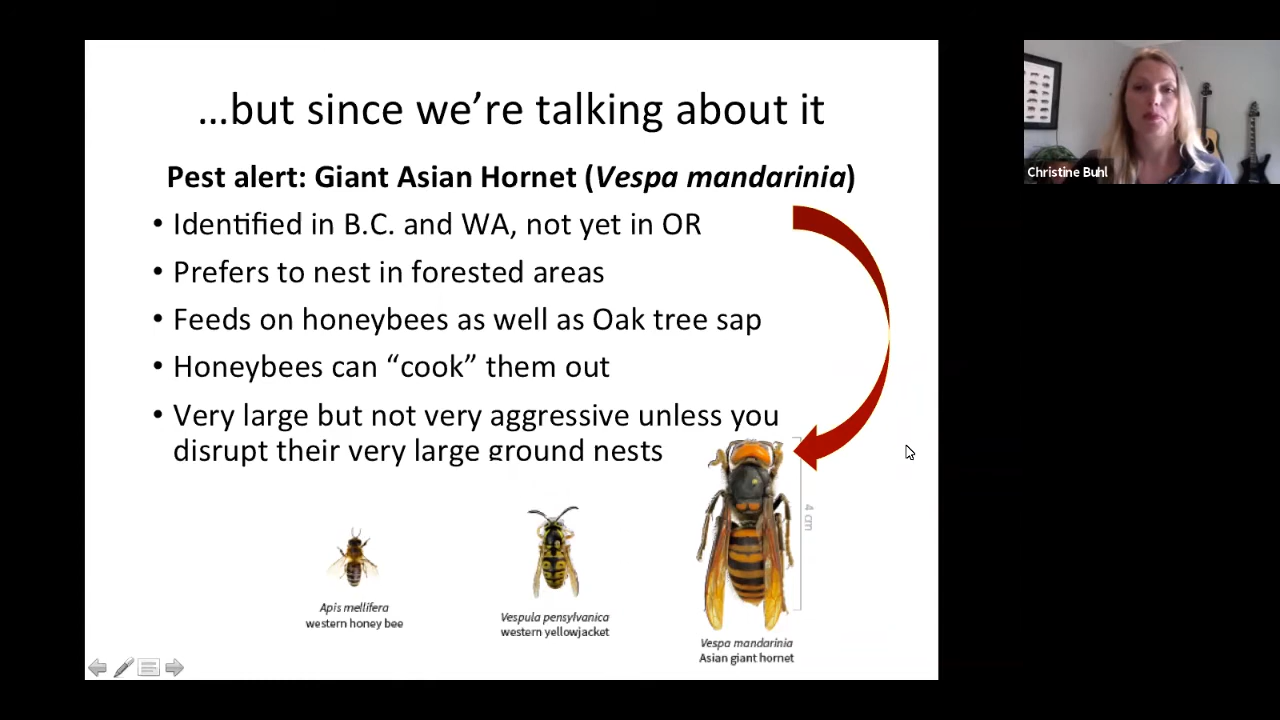 ...but since we're talking about it
Pest alert: Giant Asian Hornet (Vespa mandarinia)
• Identified in B.C. and WA, not yet in OR
• Prefers to nest in forested areas
• Feeds on honeybees as well as Oak tree sap
• Honeybees can “cook” them out
• Very large but not very aggressive unless you
disrupt their very large ground nests
4 cm
Apis mellifera
western honey bee
Vespula pensylvanica
western yellowjacket
Vespa mandarinia
Asian giant hornet
Christine Buhl